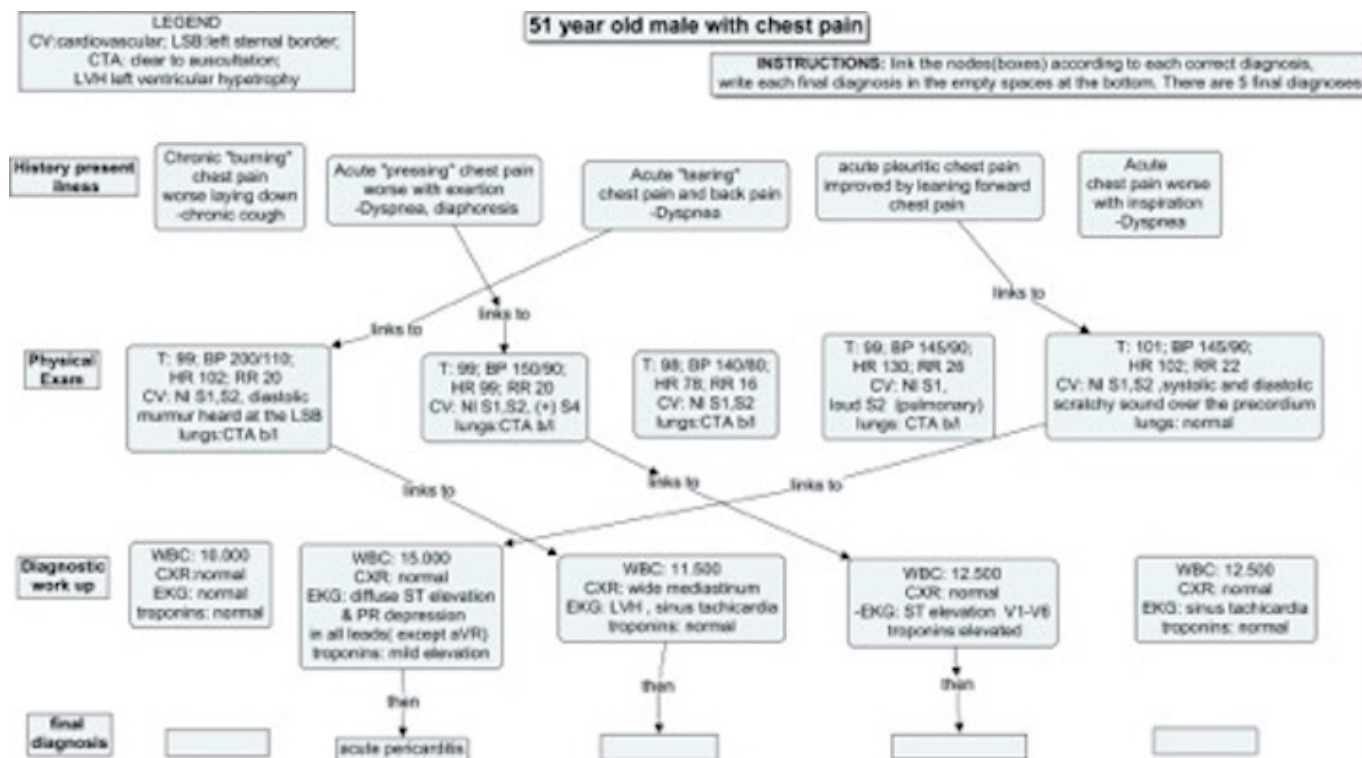 LEGEND
CV:cardiovascular; LSB:left sternal border;
CTA: clear to auscultation;
LVH left ventricular hypetrophy
51 year old male with chest pain
INSTRUCTIONS: link the nodes(boxes) according to each correct diagnosis,
write each final diagnosis in the empty spaces at the bottom. There are 5 final diagnoses
History present
ilness
Chronic "burning"
chest pain
worse laying down
-chronic cough
Acute "pressing" chest pain
worse with exertion
-Dyspnea, diaphoresis
Acute "tearing"
chest pain and back pain
-Dyspnea
acute pleuritic chest pain
improved by leaning forward
chest pain
Acute
chest pain worse
with inspiration
-Dyspnea
links to
links to
links to
Physical
Exam
T: 99; BP 200/110;
HR 102; RR 20
CV: NI S1,S2, diastolic
murmur heard at the LSB
lungs:CTA b/l
T: 99; BP 150/90;
HR 99; RR 20
CV: NI S1,S2, (+) S4
lungs:CTA b/l
T: 98; BP 140/80;
HR 78; RR 16
CV: NI S1,S2
lungs:CTA b/l
T: 99; BP 145/90;
HR 130; RR 26
CV: NI S1,
loud S2 (pulmonary)
lungs: CTA b/l
T: 101; BP 145/90;
HR 102; RR 22
CV: NI S1,S2 ,systolic and diastolic
scratchy sound over the precordium
lungs: normal
links to
links to
links to
Diagnostic
work up
WBC: 10.000
CXR:normal
EKG: normal
troponins: normal
WBC: 15.000
CXR: normal
EKG: diffuse ST elevation
& PR depression
in all leads( except aVR)
troponins: mild elevation
WBC: 11.500
CXR: wide mediastinum
EKG: LVH , sinus tachicardia
troponins: normal
WBC: 12.500
CXR: normal
-EKG: ST elevation V1-V6
troponins elevated
WBC: 12.500
CXR: normal
EKG: sinus tachicardia
troponins: normal
then
then
then
final
diagnosis
acute pericarditis